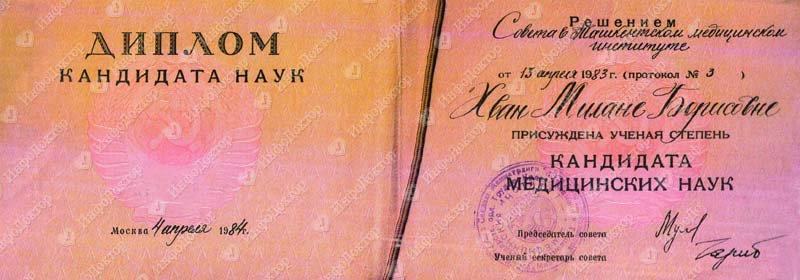 ДИПЛОМ
КАНДИДАТА НАУК
Москва 4 апреля 1984г.
Решением
Совета в Ташкентском медицинском
институте
от 13 апреля 1983 г. (протокол № 3 )
Хван Милане Борисовне
ПРИСУЖДЕНА УЧЕНАЯ СТЕПЕНЬ
КАНДИДАТА
МЕДИЦИНСКИХ НАУК
Председатель совета
Ученый секретарь совета
ИнфоДоктор